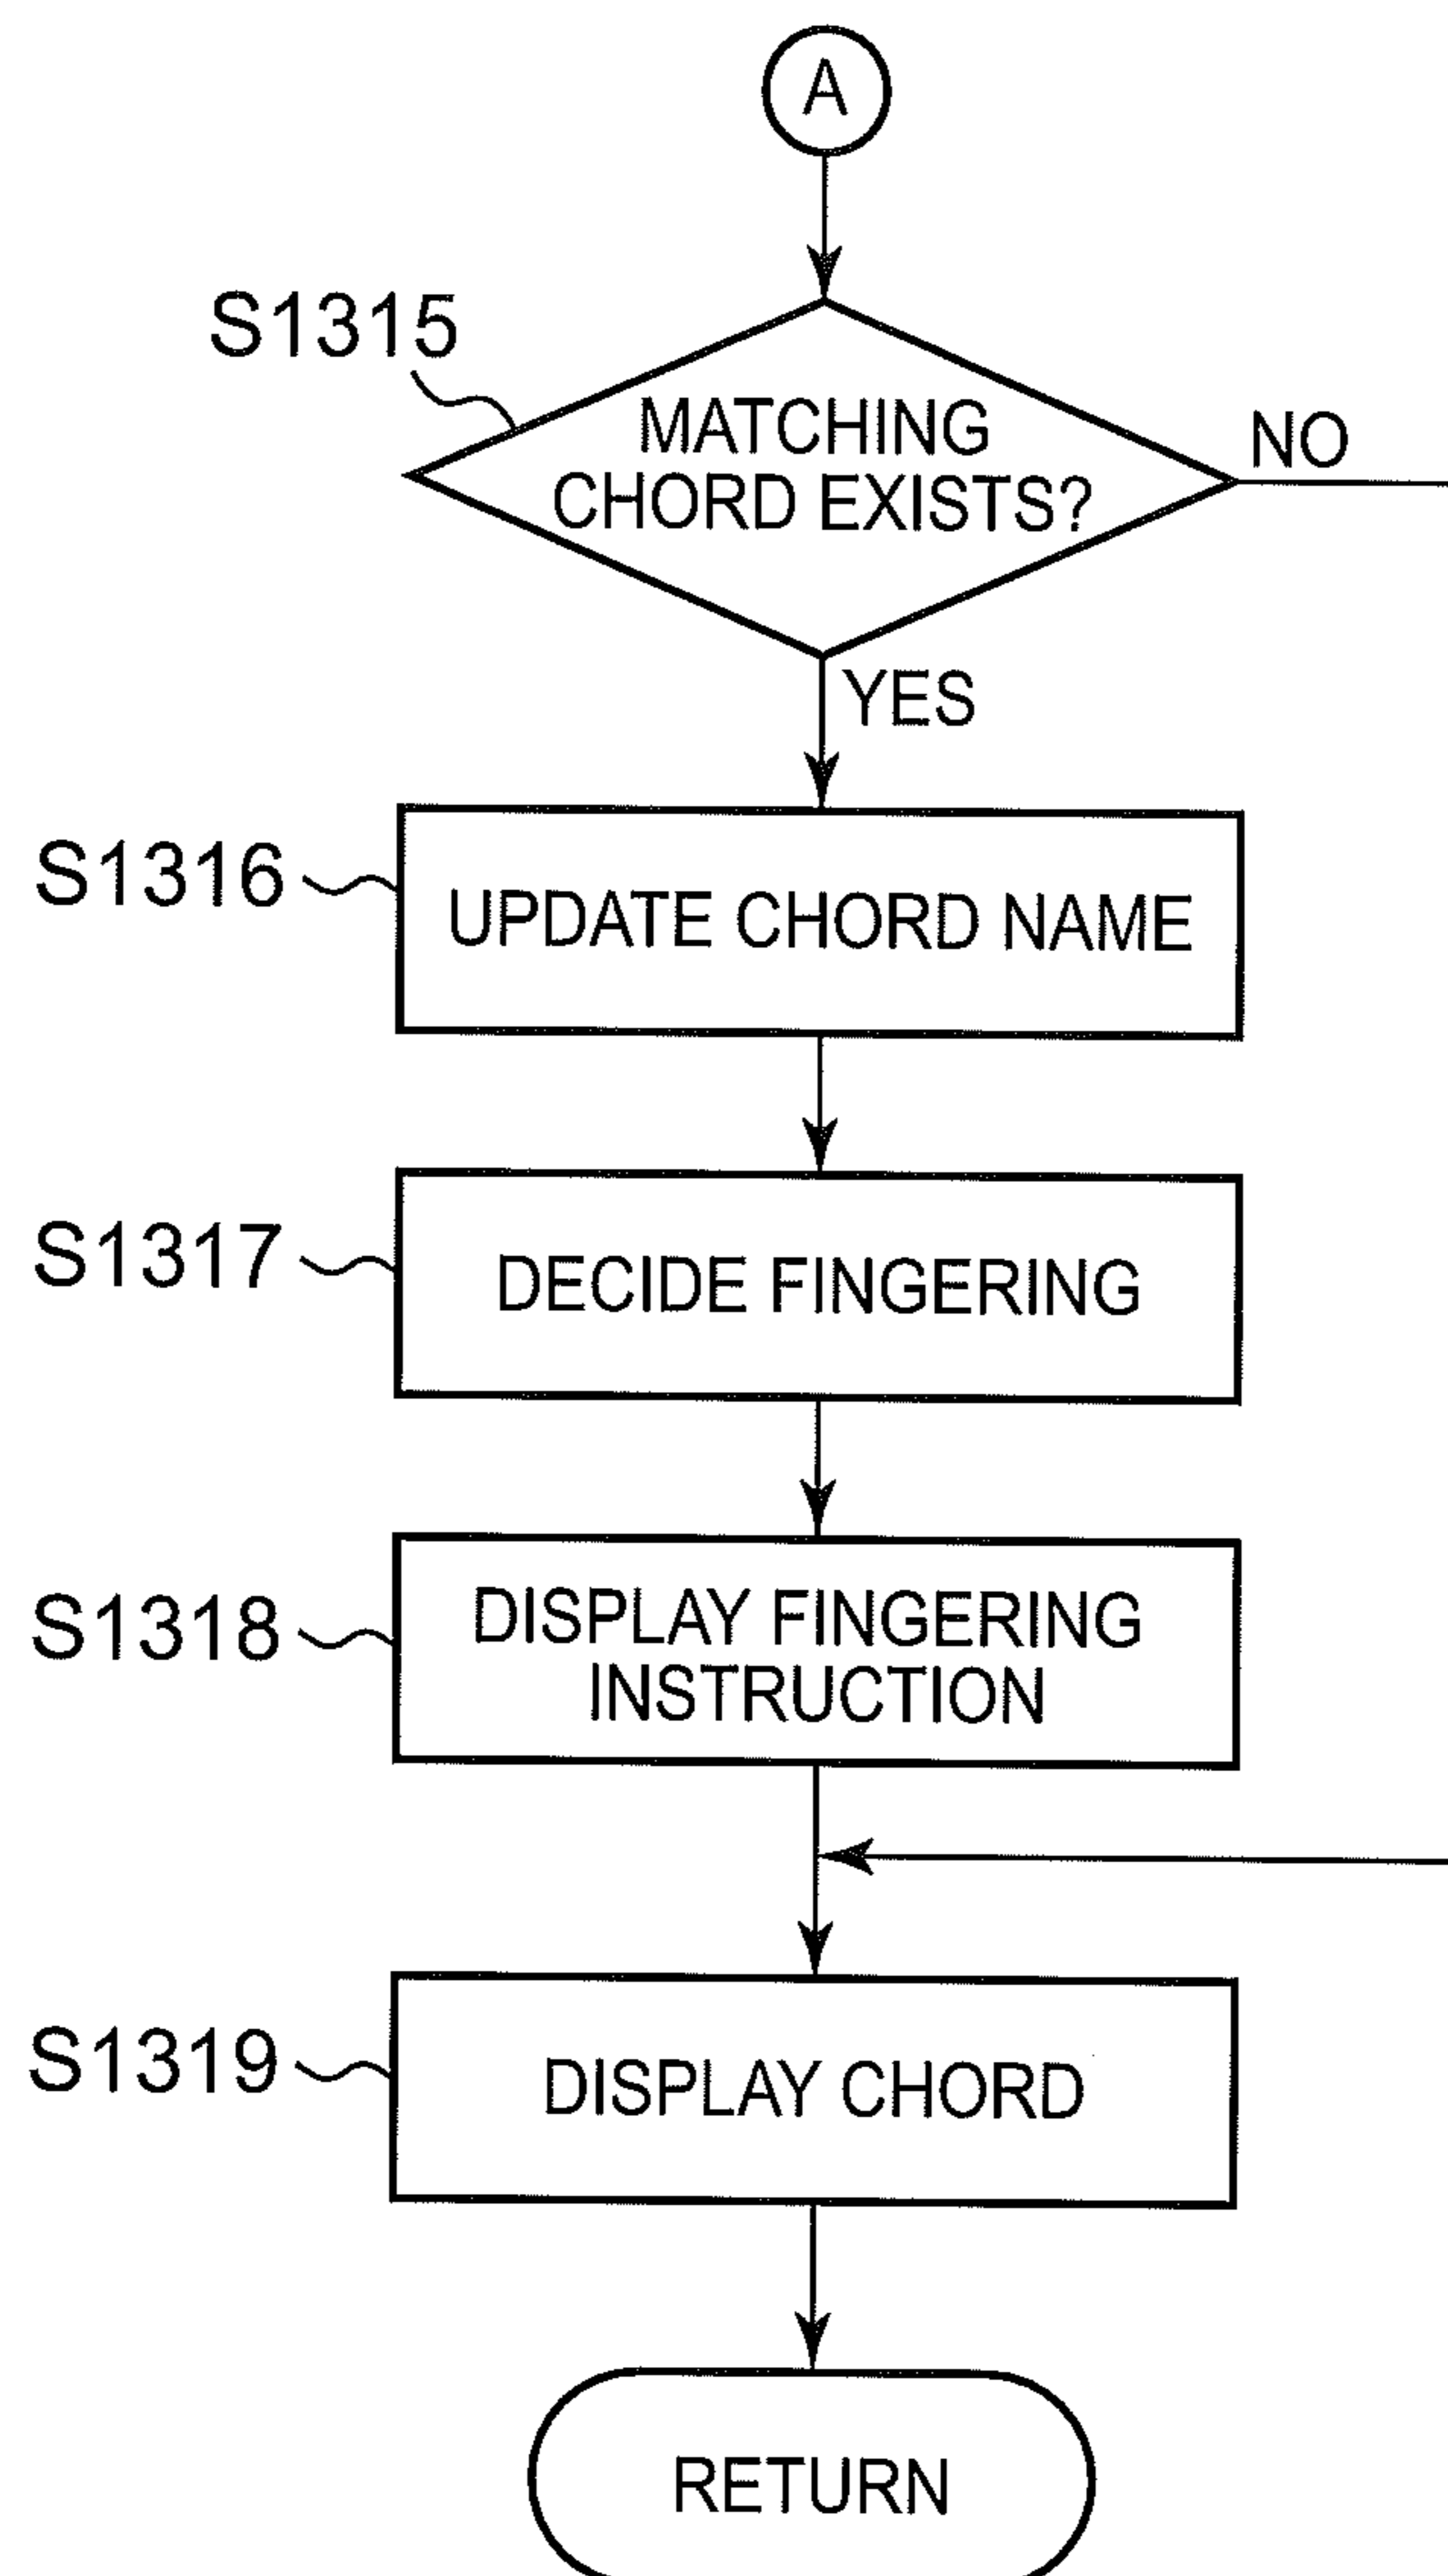 A
S1315
MATCHING
CHORD EXISTS?
NO
YES
S1316
UPDATE CHORD NAME
S1317
DECIDE FINGERING
S1318
DISPLAY FINGERING
INSTRUCTION
S1319
DISPLAY CHORD
RETURN